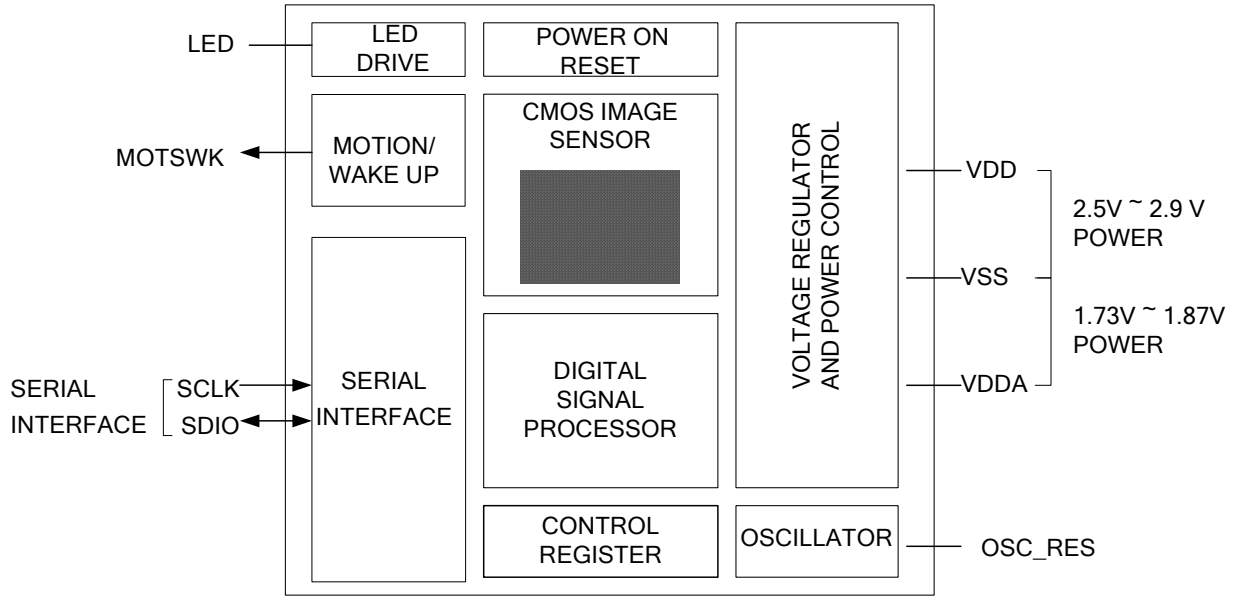 LED
LED
DRIVE
POWER ON
RESET
MOTSWK
MOTION/
WAKE UP
CMOS IMAGE
SENSOR
VOLTAGE REGULATOR
AND POWER CONTROL
VDD
2.5V ~ 2.9 V
POWER
VSS
1.73V ~ 1.87V
POWER
VDDA
SERIAL
INTERFACE
SCLK
SDIO
SERIAL
INTERFACE
DIGITAL
SIGNAL
PROCESSOR
CONTROL
REGISTER
OSCILLATOR
OSC_RES